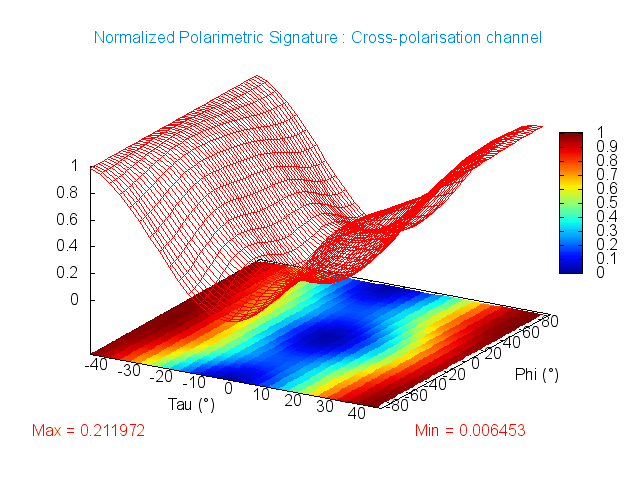 Normalized Polarimetric Signature : Cross-polarisation channel
1
0.8
0.6
0.4
0.2
0
1
0.9
0.8
0.7
0.6
0.5
0.4
0.3
0.2
0.1
0
-40 -30 -20 -10 0 10 20 30 40
Tau (°)
-80 -60 -40 -20 0 20 40 60 80
Phi (°)
Max = 0.211972
Min = 0.006453